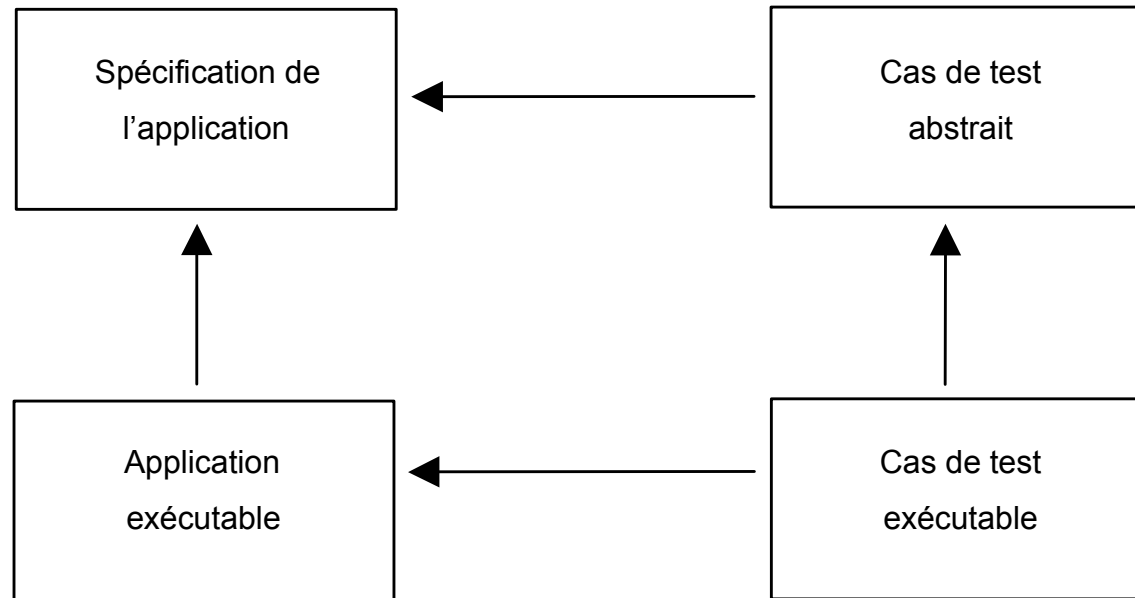 Spécification de
l’application
Cas de test
abstrait
Application
exécutable
Cas de test
exécutable